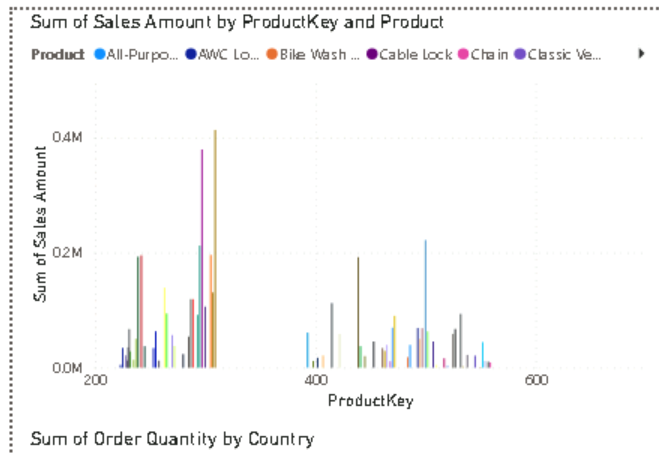 Sum of Sales Amount by ProductKey and Product
Product All-Purpo... AWC Lo... Bike Wash ... Cable Lock Chain Classic Ve...
0.4M
0.2M
0.0M
Sum of Sales Amount
200 400 600
ProductKey
Sum of Order Quantity by Country